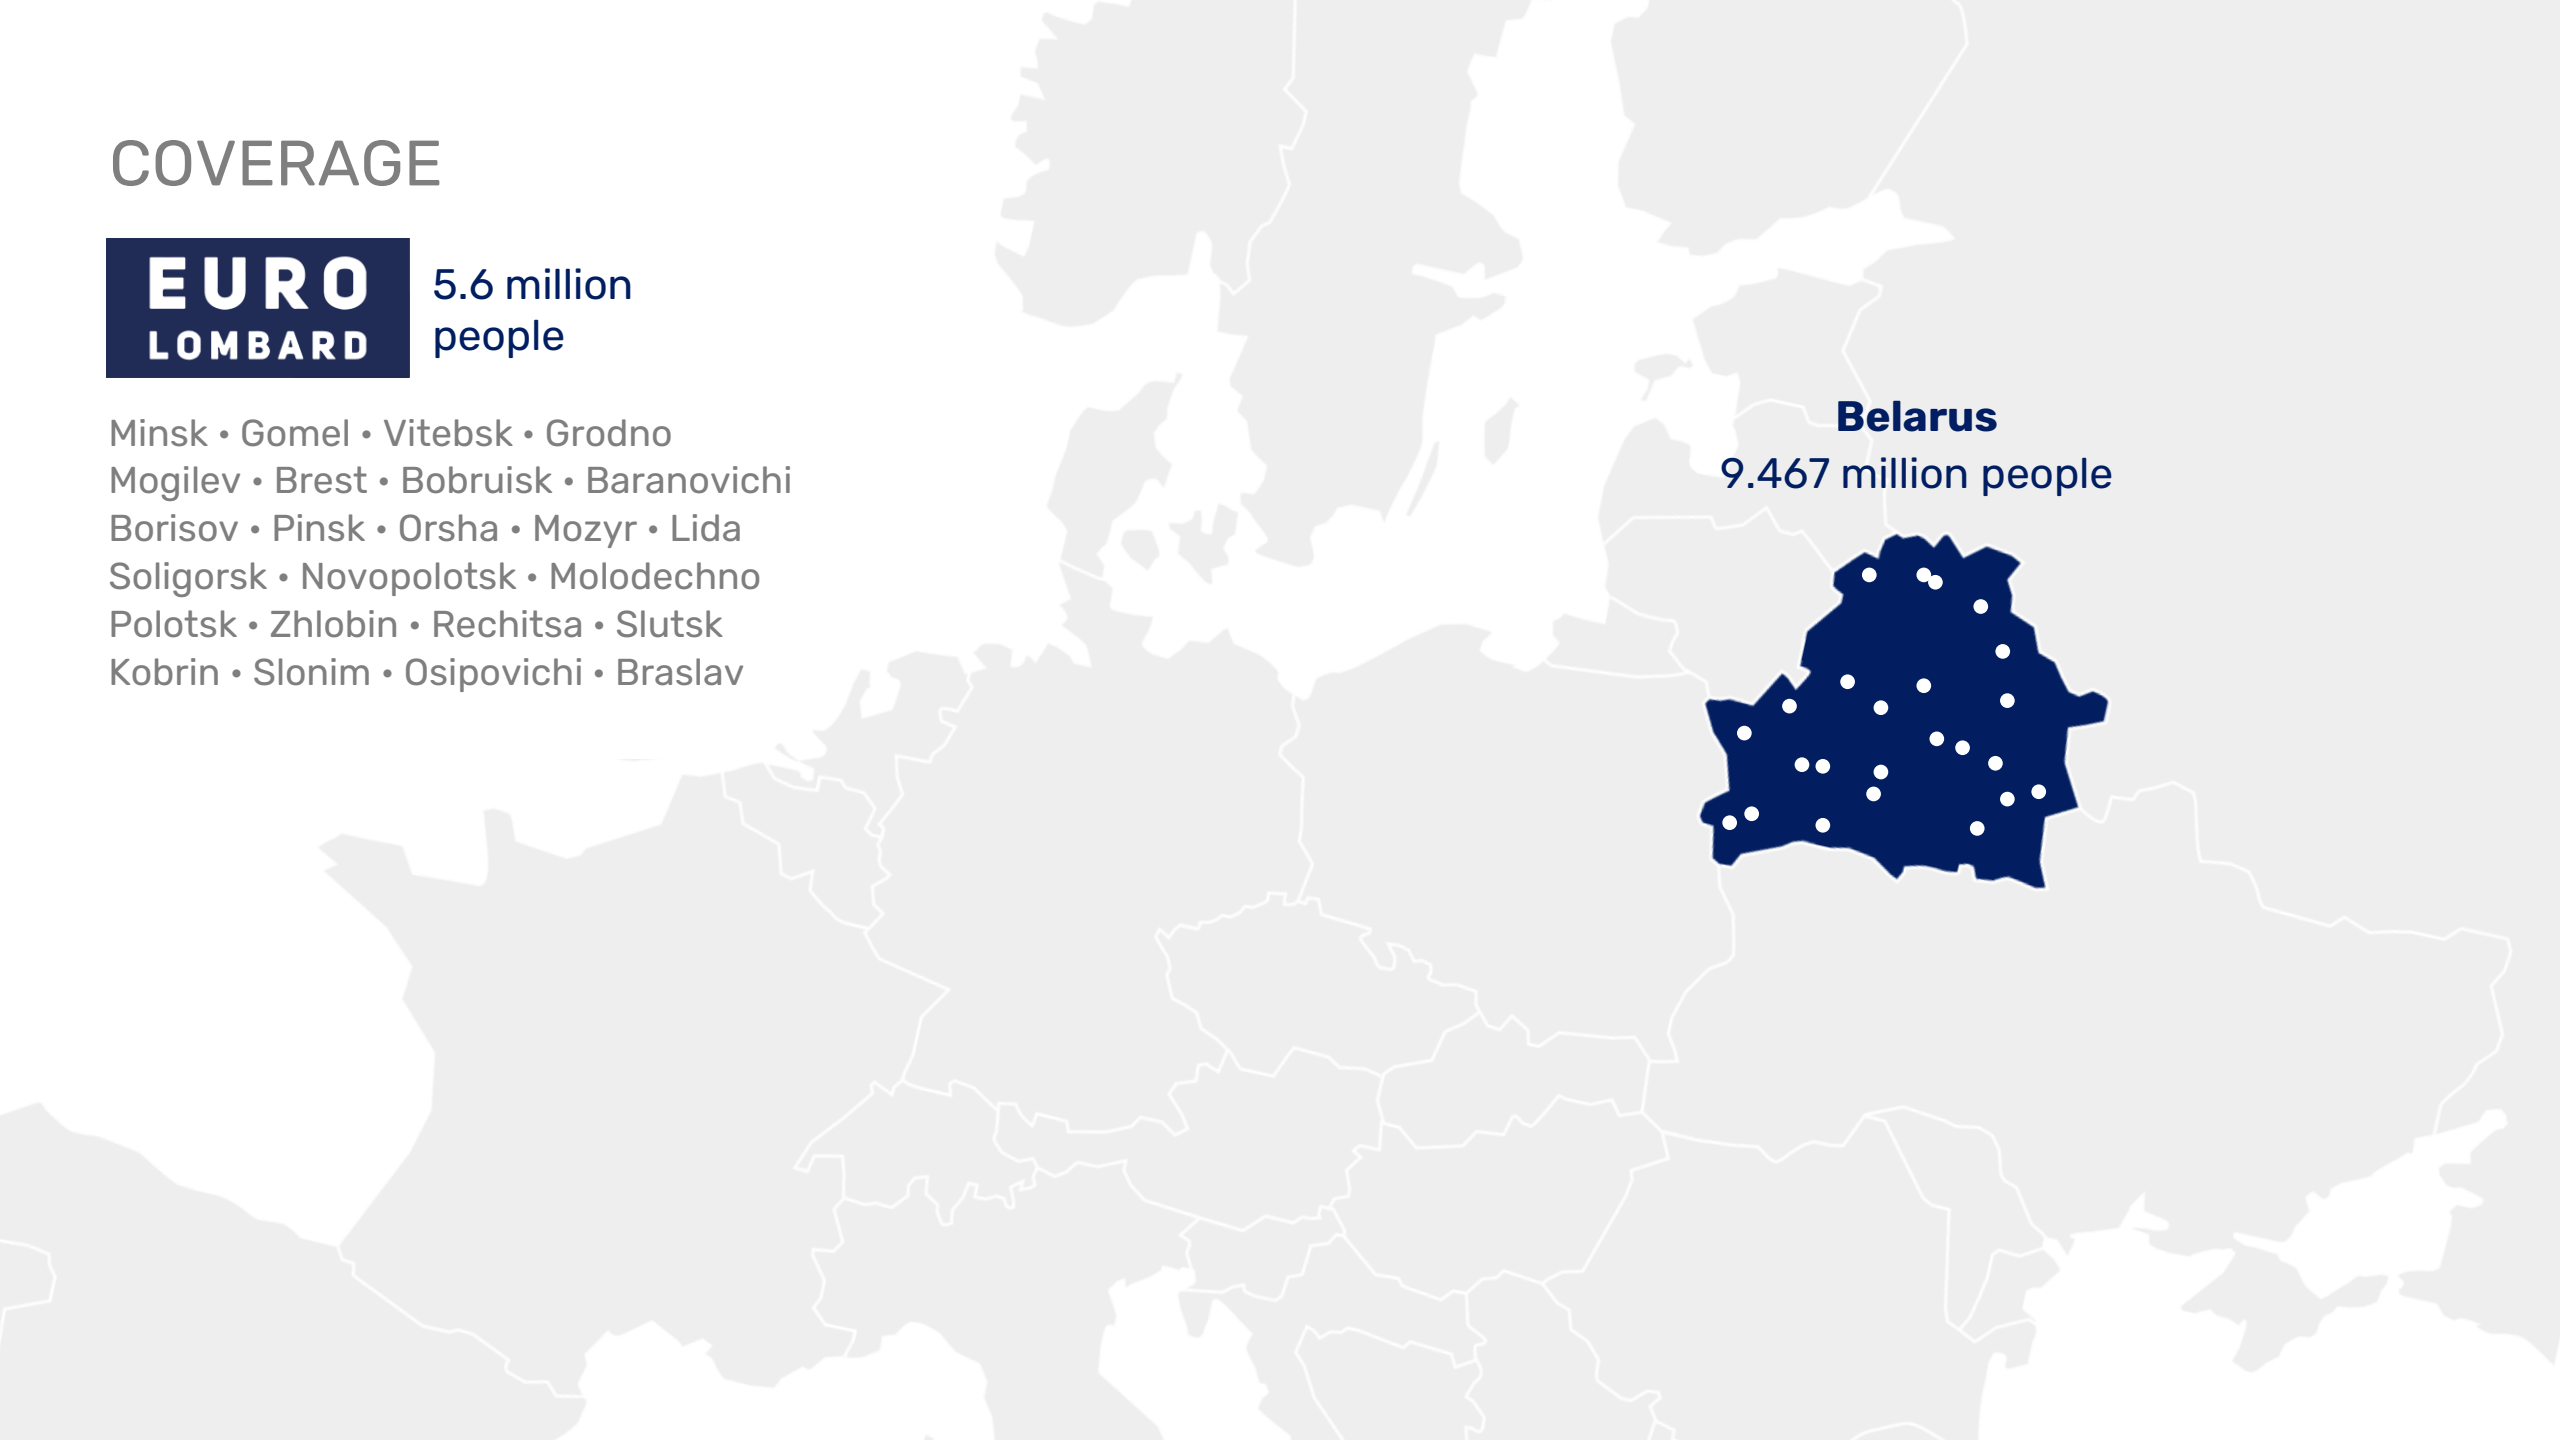 COVERAGE
EURO
LOMBARD
5.6 million
people
Minsk • Gomel • Vitebsk • Grodno
Mogilev • Brest • Bobruisk • Baranovichi
Borisov • Pinsk • Orsha • Mozyr • Lida
Soligorsk • Novopolotsk • Molodechno
Polotsk • Zhlobin • Rechitsa • Slutsk
Kobrin • Slonim • Osipovichi • Braslav
Belarus
9.467 million people